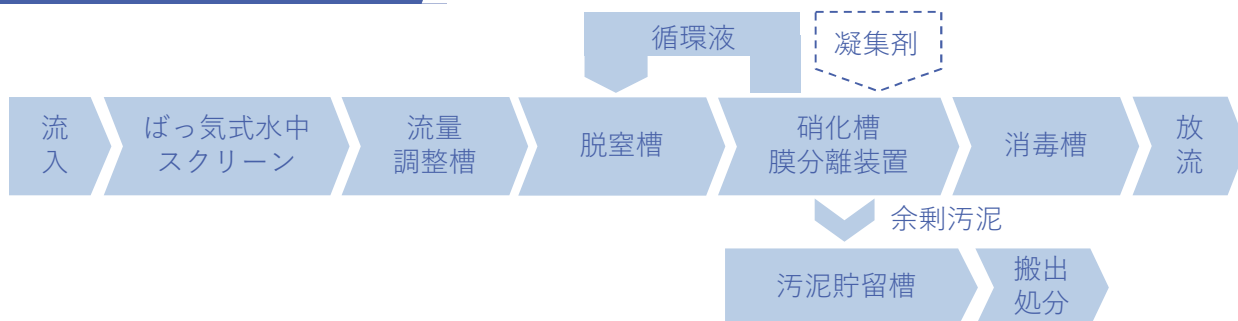 循環液
凝集剤
流
入
ばっ気式水中
スクリーン
流量
調整槽
脱窒槽
硝化槽
膜分離装置
消毒槽
放
流
余剰汚泥
汚泥貯留槽
搬出
処分